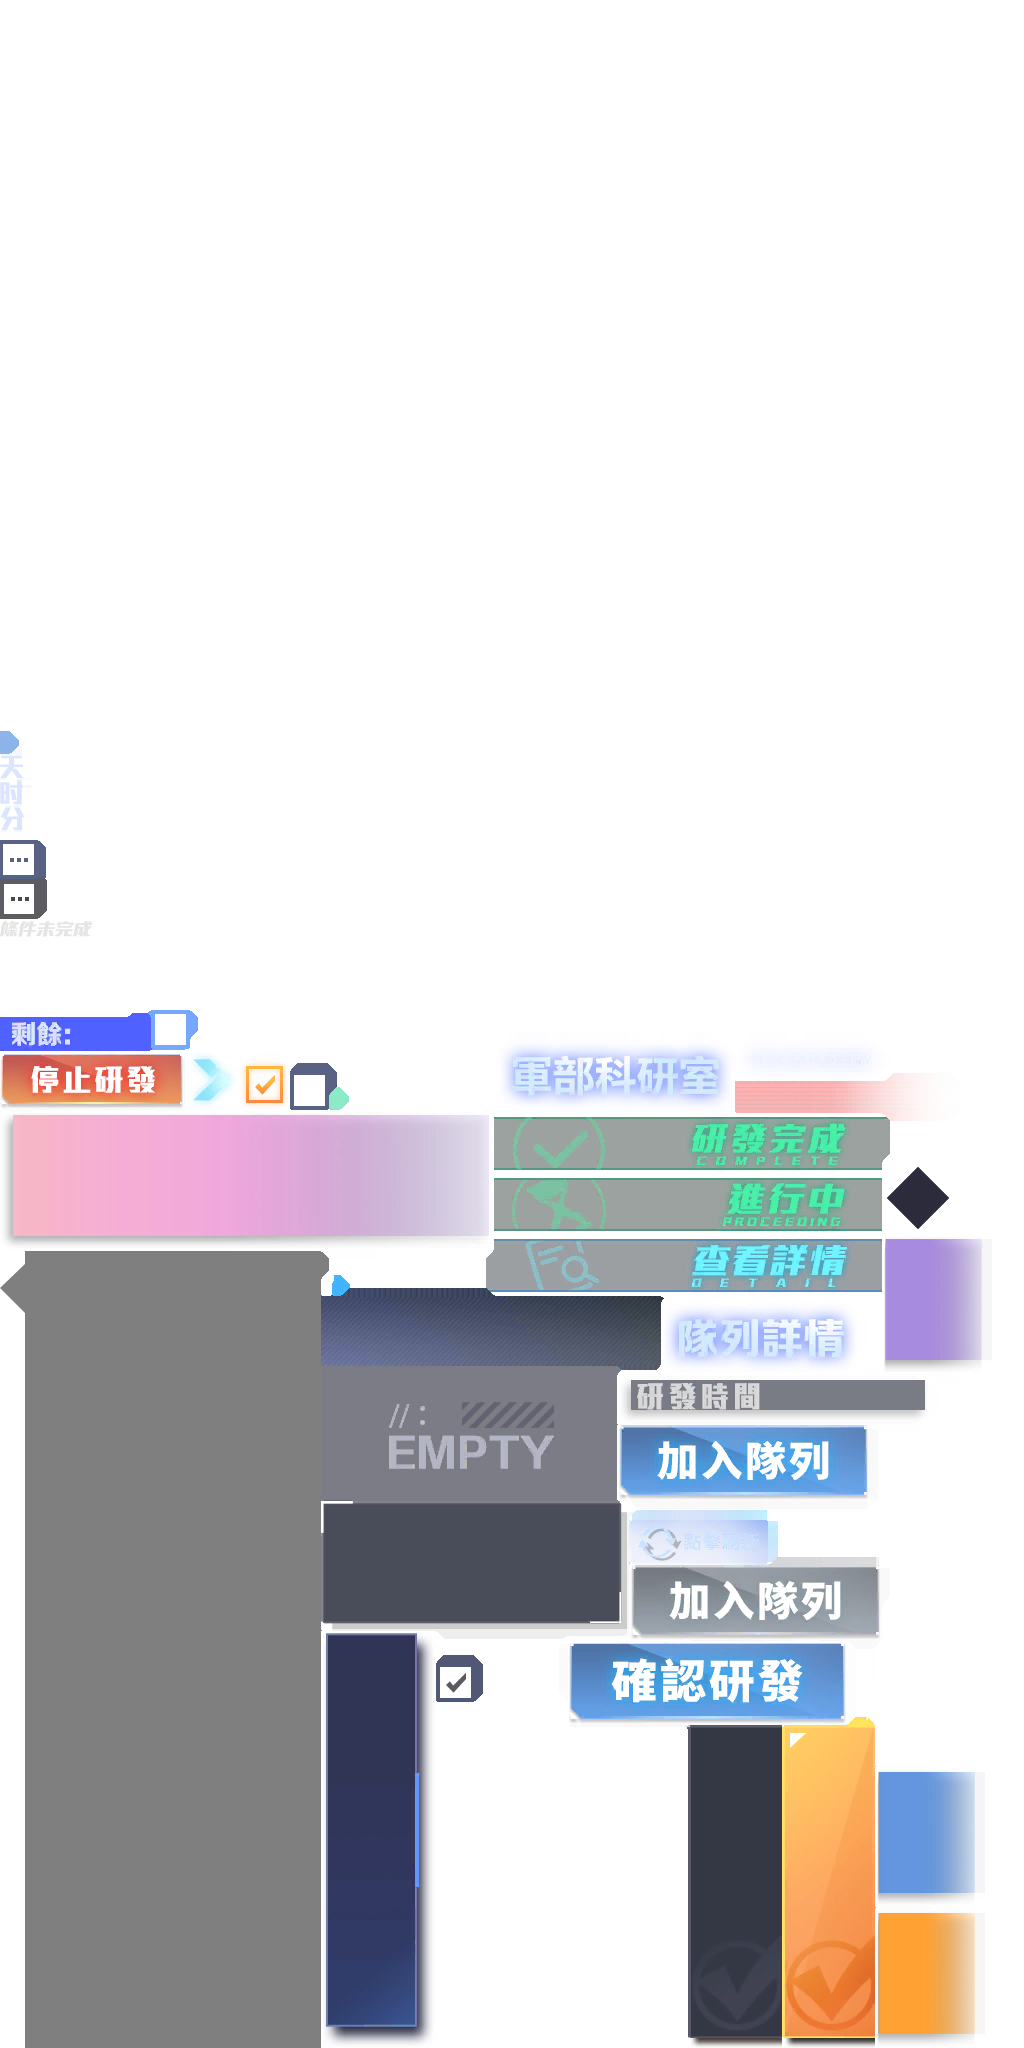 天
时
分
條件未完成
剩餘:
停止研發
軍部科研室
研發完成
COMPLETE
進行中
PROCEEDING
查看詳情
DETAIL
隊列詳情
研發時間
//:
EMPTY
加入隊列
加入隊列
確認研發